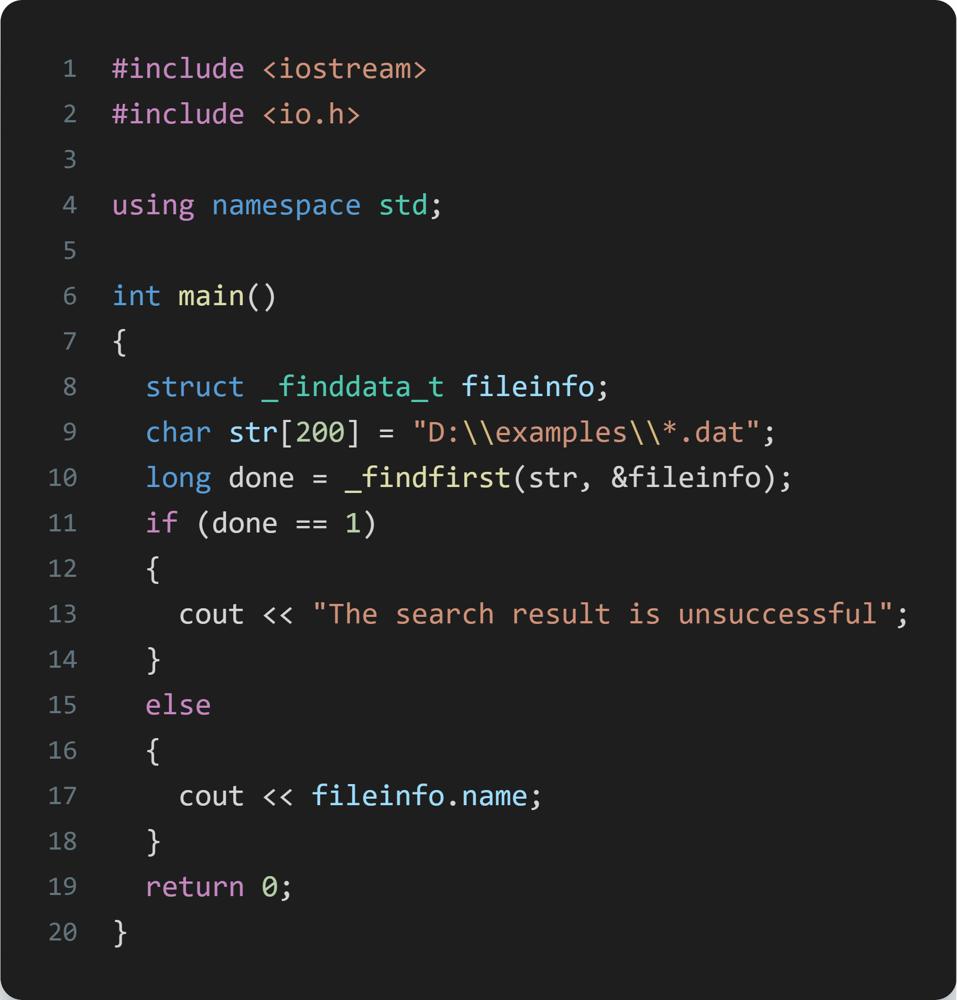 1 #include <iostream>
2 #include <io.h>
3
4 using namespace std;
5
6 int main()
7 {
8   struct _finddata_t fileinfo;
9   char str[200] = "D:\\examples\\*.dat";
10   long done = _findfirst(str, &fileinfo);
11   if (done == 1)
12   {
13     cout << "The search result is unsuccessful";
14   }
15   else
16   {
17     cout << fileinfo.name;
18   }
19   return 0;
20 }